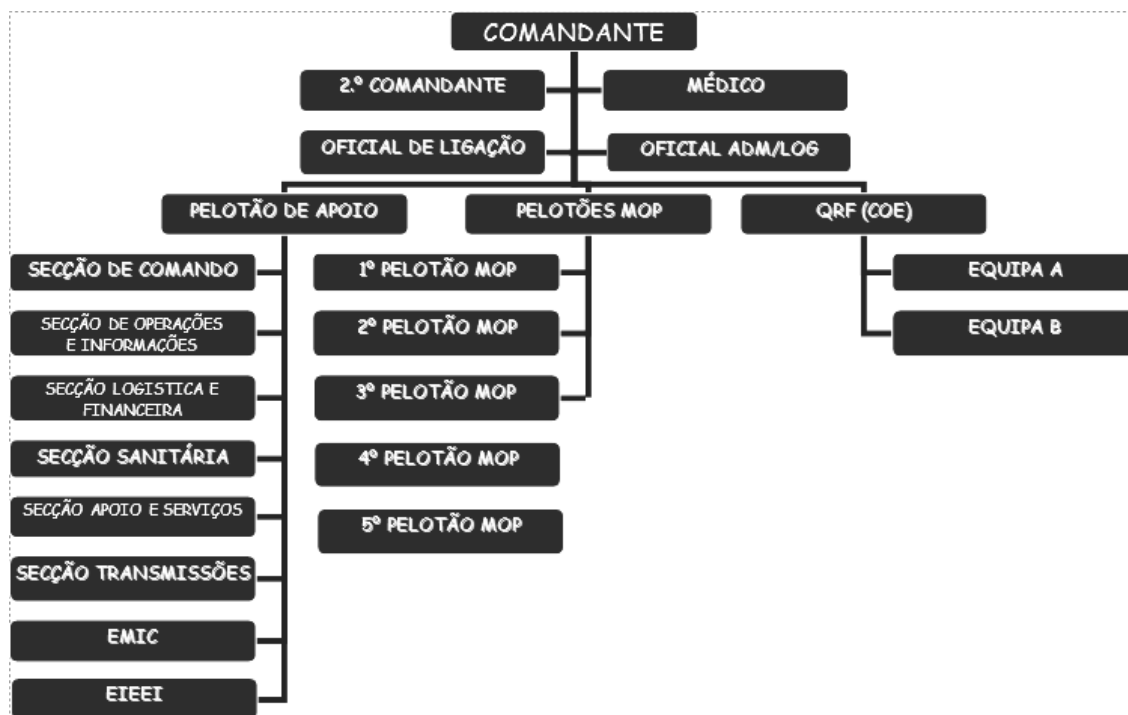 COMANDANTE
2.º COMANDANTE
MÉDICO
OFICIAL DE LIGAÇÃO
OFICIAL ADM/LOG
PELOTÃO DE APOIO
PELOTÕES MOP
QRF (COE)
SECÇÃO DE COMANDO
SECÇÃO DE OPERAÇÕES
E INFORMAÇÕES
SECÇÃO LOGISTICA E
FINANCEIRA
SECÇÃO SANITÁRIA
SECÇÃO APOIO E SERVIÇOS
SECÇÃO TRANSMISSÕES
EMIC
EIEEI
1º PELOTÃO MOP
2º PELOTÃO MOP
3º PELOTÃO MOP
4º PELOTÃO MOP
5º PELOTÃO MOP
EQUIPA A
EQUIPA B